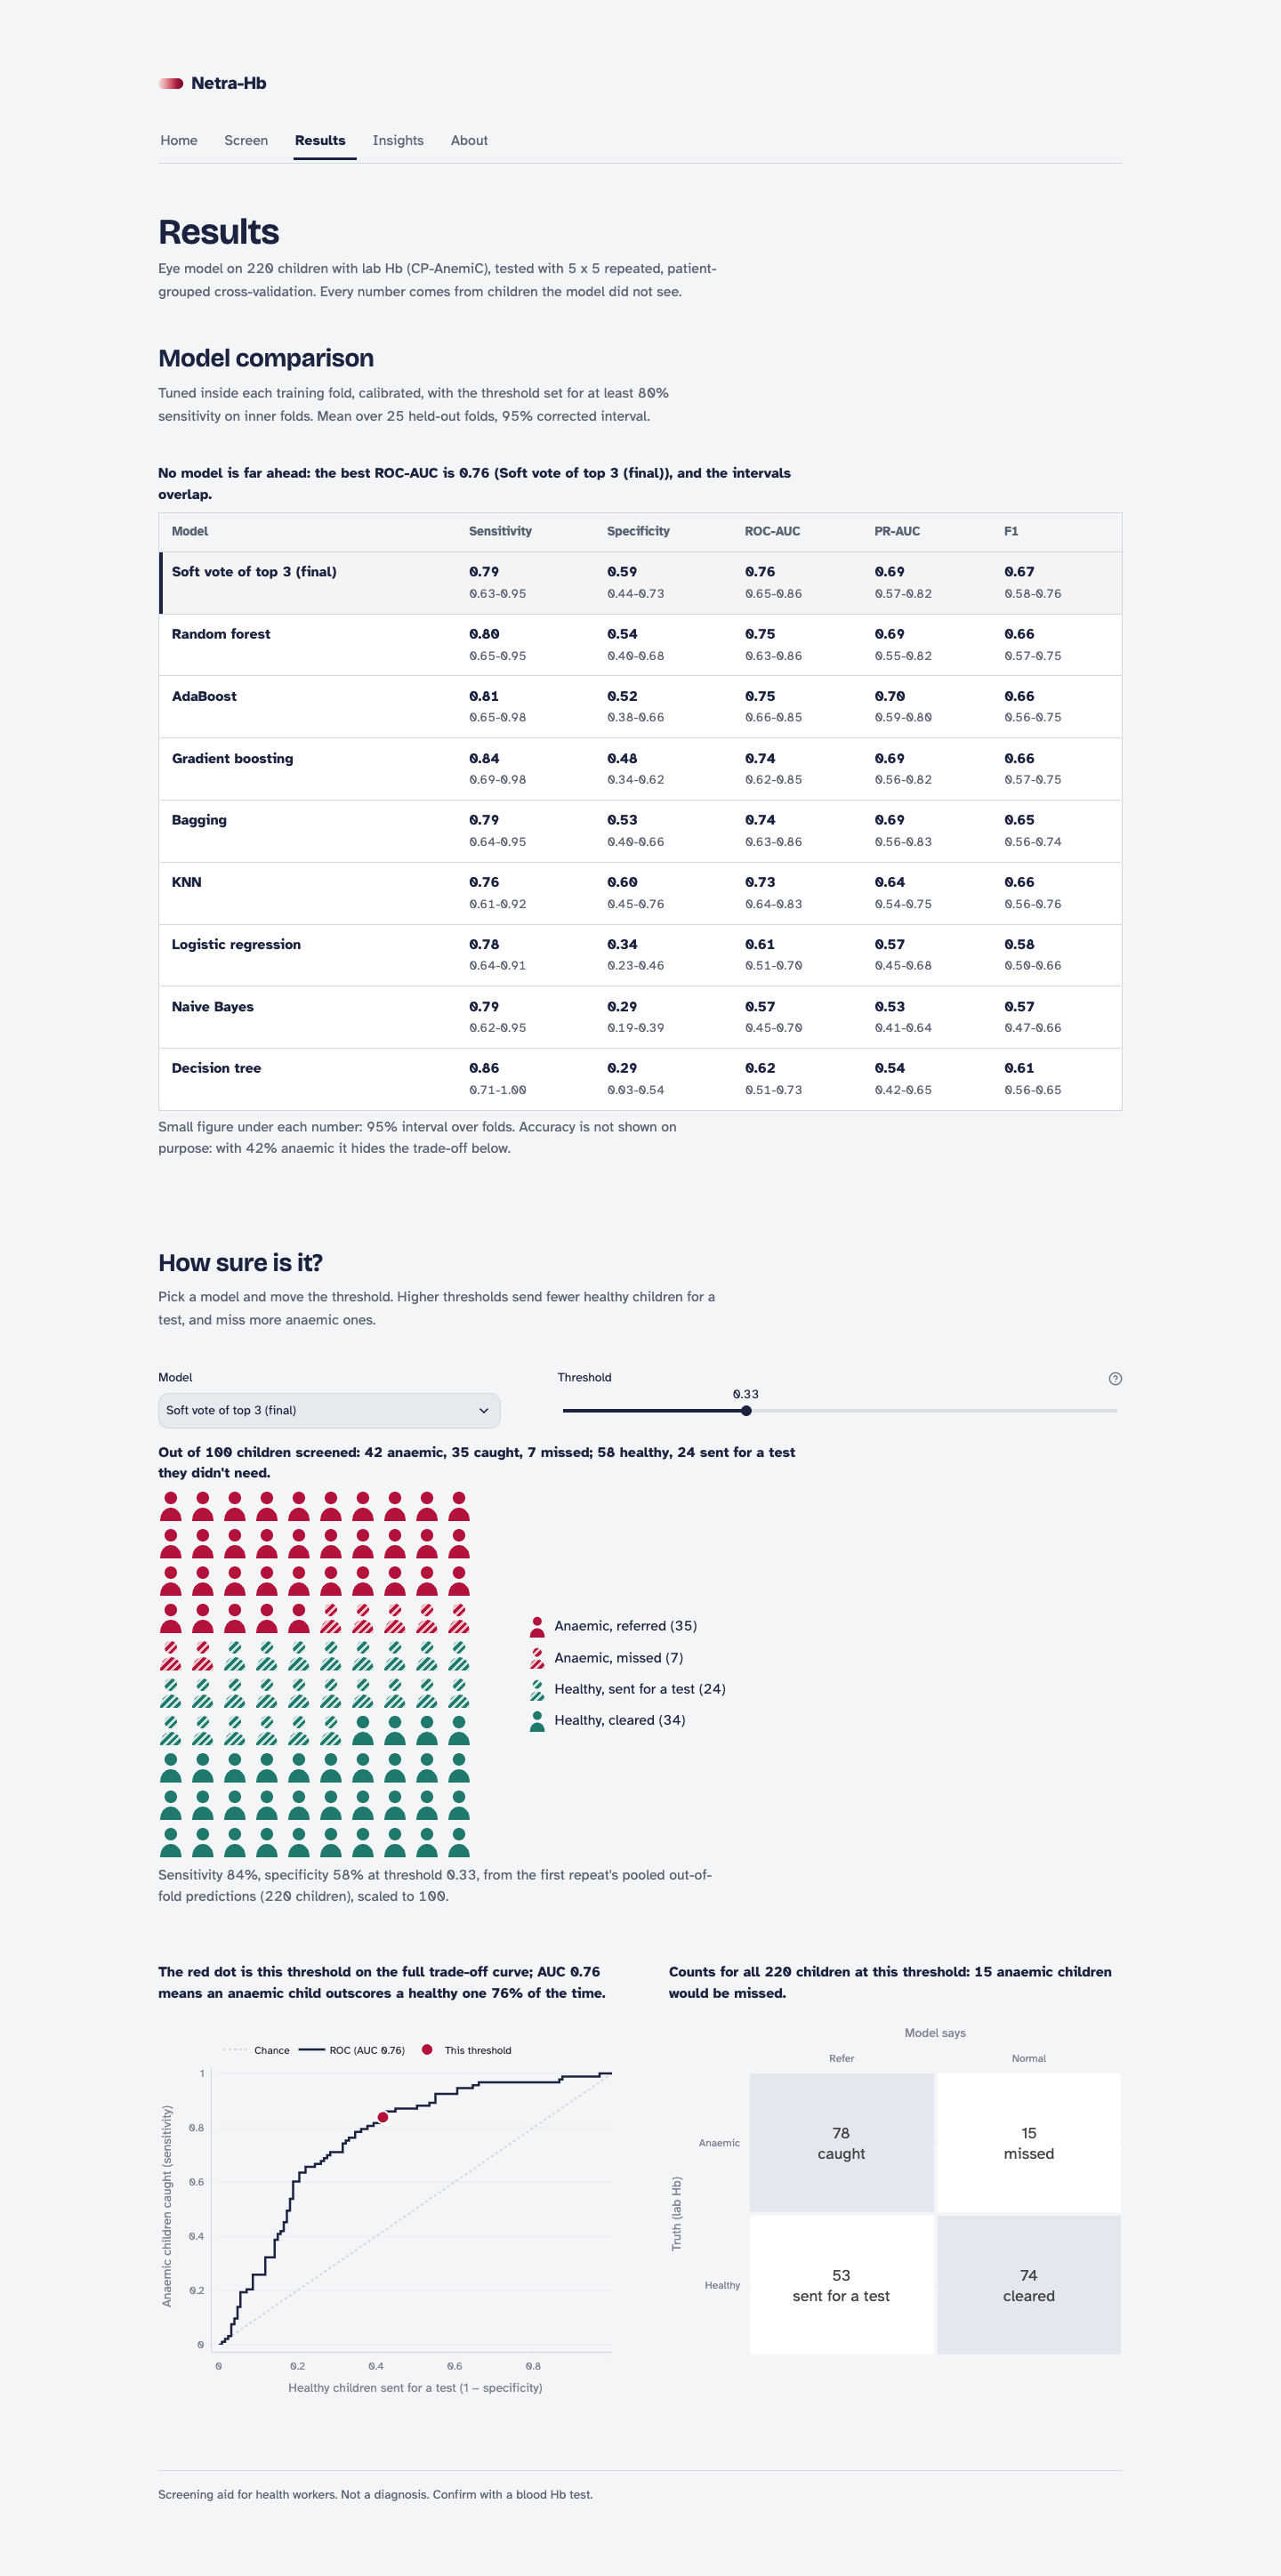 Netra-Hb
Home Screen Results Insights About
Results
Eye model on 220 children with lab Hb (CP-AnemiC), tested with 5 x 5 repeated, patient-
grouped cross-validation. Every number comes from children the model did not see.
Model comparison
Tuned inside each training fold, calibrated, with the threshold set for at least 80%
sensitivity on inner folds. Mean over 25 held-out folds, 95% corrected interval.
No model is far ahead: the best ROC-AUC is 0.76 (Soft vote of top 3 (final)), and the intervals
overlap.
Model Sensitivity Specificity ROC-AUC PR-AUC F1
Soft vote of top 3 (final) 0.79 0.59 0.76 0.69 0.67
0.63-0.95 0.44-0.73 0.65-0.86 0.57-0.82 0.58-0.76
Random forest 0.80 0.54 0.75 0.69 0.66
0.65-0.95 0.40-0.68 0.63-0.86 0.55-0.82 0.57-0.75
AdaBoost 0.81 0.52 0.75 0.70 0.66
0.65-0.98 0.38-0.66 0.66-0.85 0.59-0.80 0.56-0.75
Gradient boosting 0.84 0.48 0.74 0.69 0.66
0.69-0.98 0.34-0.62 0.62-0.85 0.56-0.82 0.57-0.75
Bagging 0.79 0.53 0.74 0.69 0.65
0.64-0.95 0.40-0.66 0.63-0.86 0.56-0.83 0.56-0.74
KNN 0.76 0.60 0.73 0.64 0.66
0.61-0.92 0.45-0.76 0.64-0.83 0.54-0.75 0.56-0.76
Logistic regression 0.78 0.34 0.61 0.57 0.58
0.64-0.91 0.23-0.46 0.51-0.70 0.45-0.68 0.50-0.66
Naive Bayes 0.79 0.29 0.57 0.53 0.57
0.62-0.95 0.19-0.39 0.45-0.70 0.41-0.64 0.47-0.66
Decision tree 0.86 0.29 0.62 0.54 0.61
0.71-1.00 0.03-0.54 0.51-0.73 0.42-0.65 0.56-0.65
Small figure under each number: 95% interval over folds. Accuracy is not shown on
purpose: with 42% anaemic it hides the trade-off below.
How sure is it?
Pick a model and move the threshold. Higher thresholds send fewer healthy children for a
test, and miss more anaemic ones.
Model Threshold ?
0.33
Soft vote of top 3 (final)
Out of 100 children screened: 42 anaemic, 35 caught, 7 missed; 58 healthy, 24 sent for a test
they didn't need.
Anaemic, referred (35)
Anaemic, missed (7)
Healthy, sent for a test (24)
Healthy, cleared (34)
Sensitivity 84%, specificity 58% at threshold 0.33, from the first repeat's pooled out-of-
fold predictions (220 children), scaled to 100.
The red dot is this threshold on the full trade-off curve; AUC 0.76
means an anaemic child outscores a healthy one 76% of the time.
Chance ROC (AUC 0.76) This threshold
1
0.8
0.6
0.4
0.2
0
Anaemic children caught (sensitivity)
0 0.2 0.4 0.6 0.8
Healthy children sent for a test (1 – specificity)
Counts for all 220 children at this threshold: 15 anaemic children
would be missed.
Model says
Refer Normal
Anaemic
78
caught
15
missed
Truth (lab Hb)
Healthy
53
sent for a test
74
cleared
Screening aid for health workers. Not a diagnosis. Confirm with a blood Hb test.